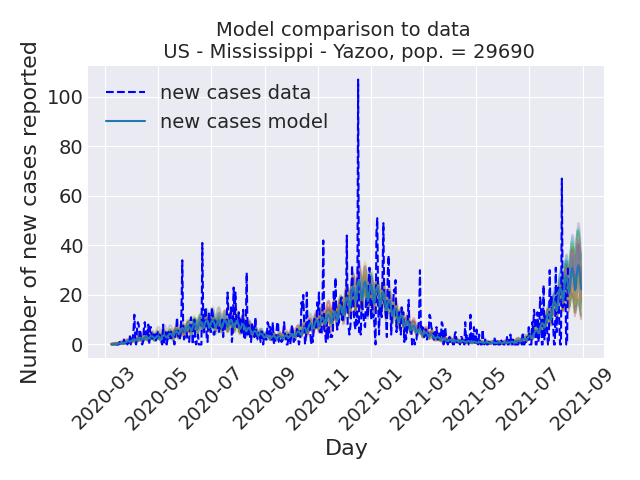 Model comparison to data
US - Mississippi - Yazoo, pop. = 29690
Number of new cases reported
100
80
60
40
20
0
new cases data
new cases model
2020-03
2020-05
2020-07
2020-09
2020-11
2021-01
2021-03
2021-05
2021-07
2021-09
Day